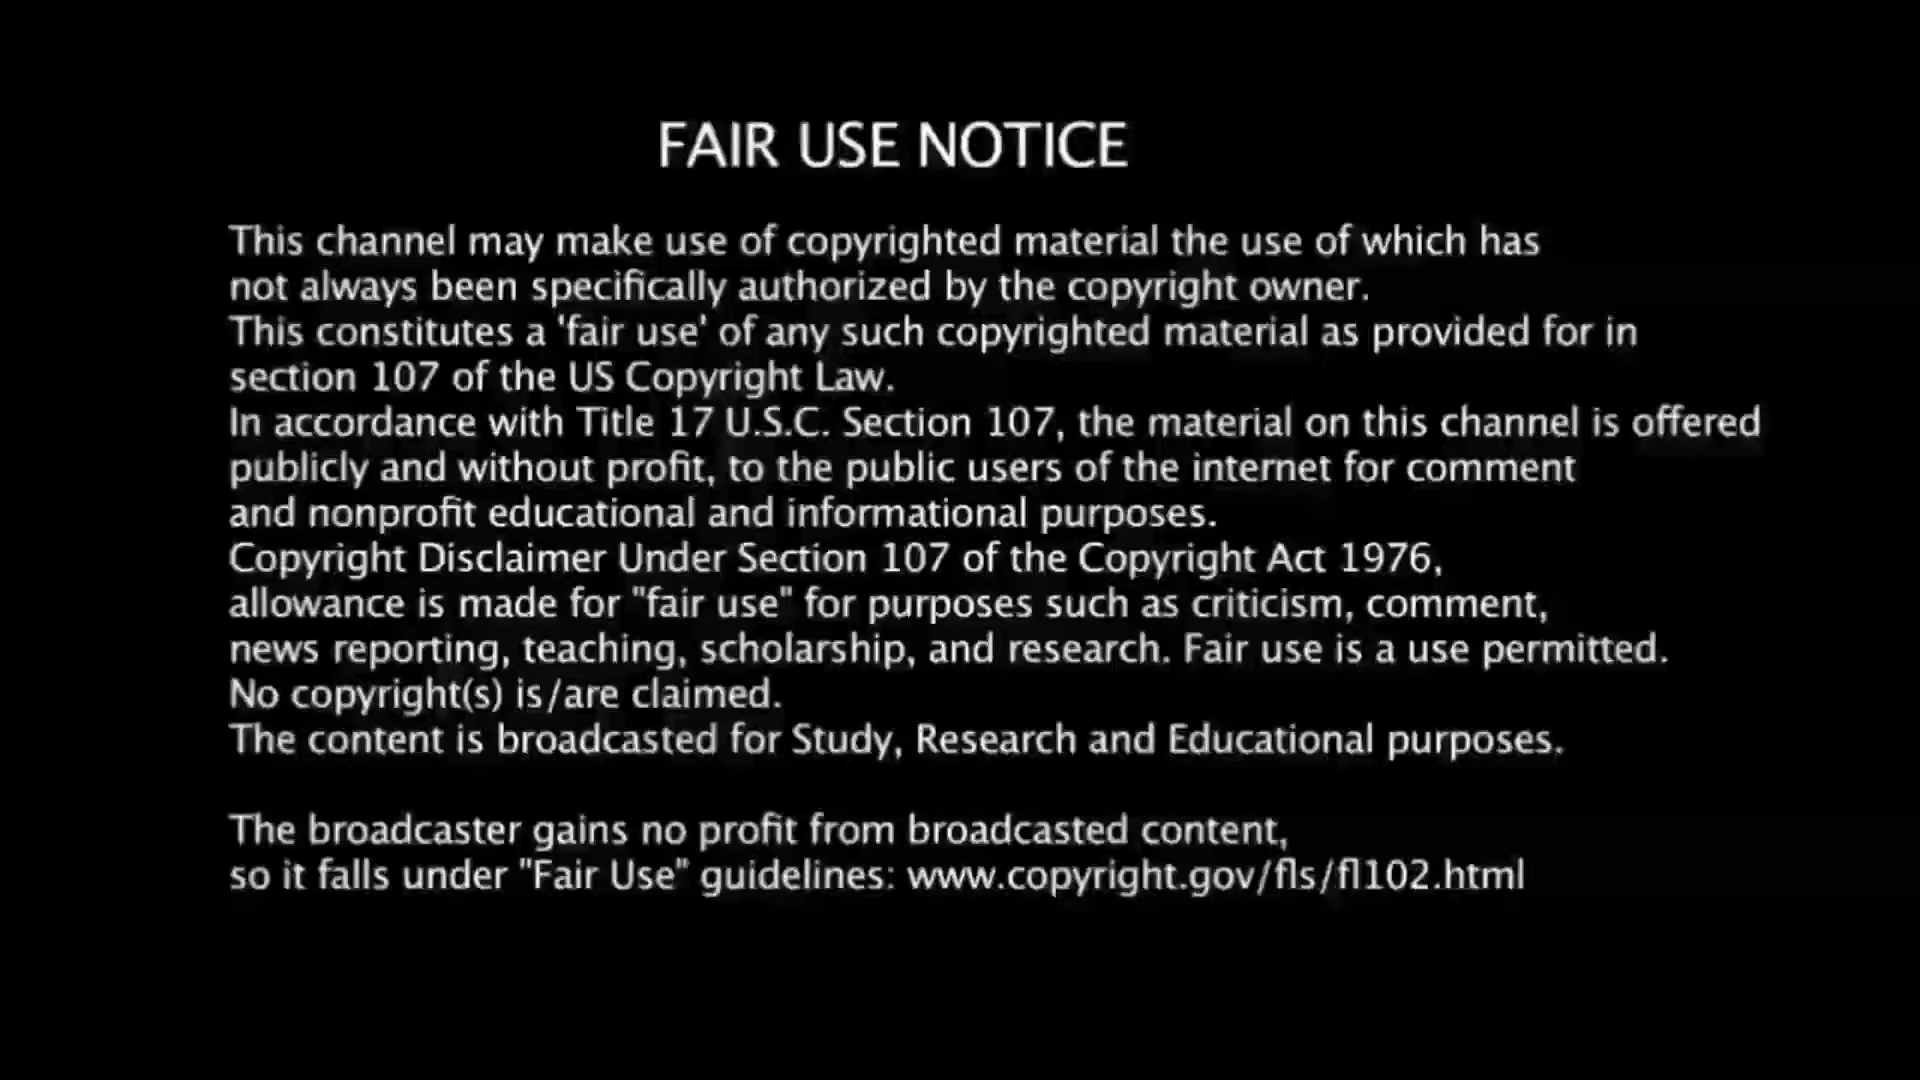 FAIR USE NOTICE
This channel may make use of copyrighted material the use of which has
not always been specifically authorized by the copyright owner.
This constitutes a 'fair use' of any such copyrighted material as provided for in
section 107 of the US Copyright Law.
In accordance with Title 17 U.S.C. Section 107, the material on this channel is offered
publicly and without profit, to the public users of the internet for comment
and nonprofit educational and informational purposes.
Copyright Disclaimer Under Section 107 of the Copyright Act 1976,
allowance is made for "fair use" for purposes such as criticism, comment,
news reporting, teaching, scholarship, and research. Fair use is a use permitted.
No copyright(s) is/are claimed.
The content is broadcasted for Study, Research and Educational purposes.
The broadcaster gains no profit from broadcasted content,
so it falls under "Fair Use" guidelines: www.copyright.gov/fls/fl102.html